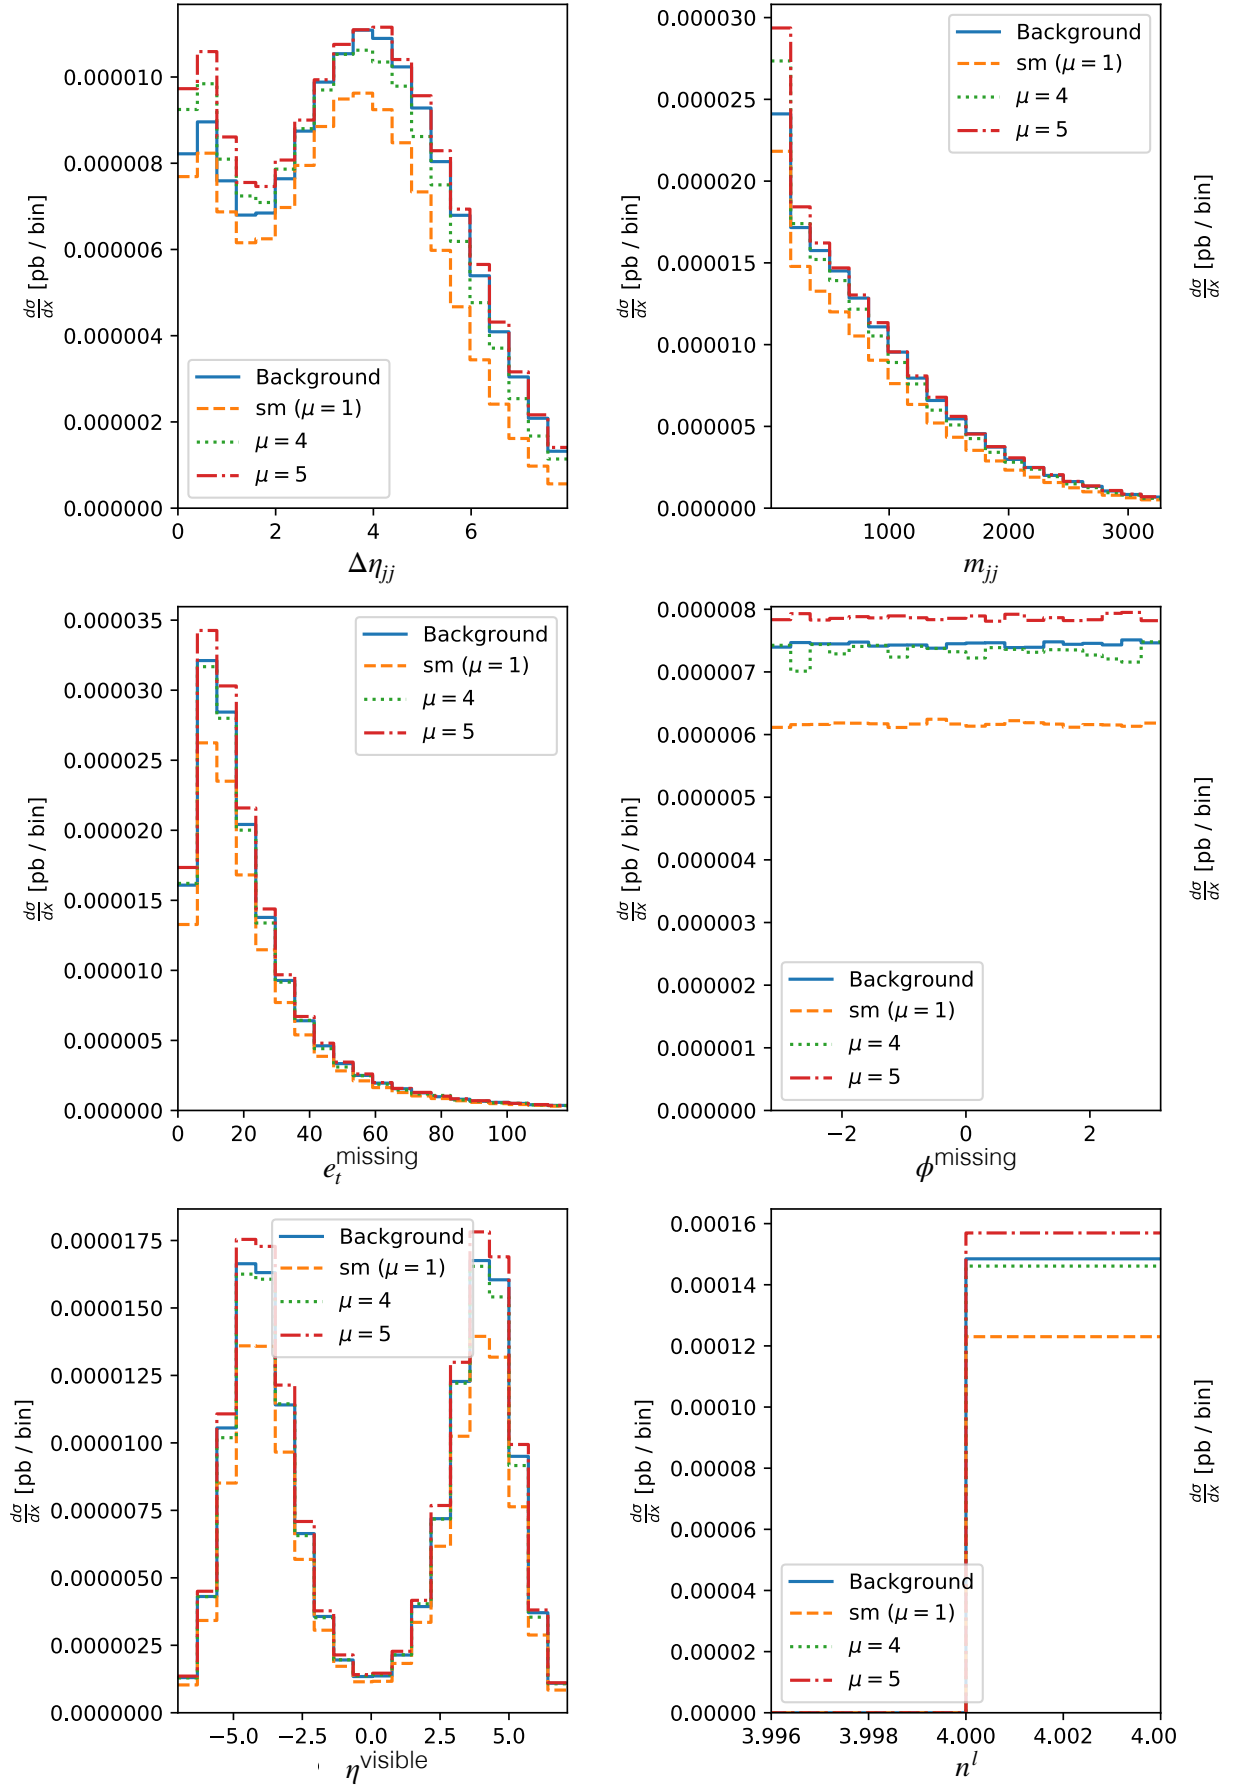 0.000010
0.000008
0.000006
0.000004
0.000002
0.000000
dσ/dx [pb / bin]
Background
sm (μ = 1)
μ = 4
μ = 5
0 2 4 6
Δη_jj
0.000030
0.000025
0.000020
0.000015
0.000010
0.000005
0.000000
dσ/dx [pb / bin]
Background
sm (μ = 1)
μ = 4
μ = 5
1000 2000 3000
m_jj
dσ/dx [pb / bin]
0.000035
0.000030
0.000025
0.000020
0.000015
0.000010
0.000005
0.000000
dσ/dx [pb / bin]
Background
sm (μ = 1)
μ = 4
μ = 5
0 20 40 60 80 100
e_t^missing
0.000008
0.000007
0.000006
0.000005
0.000004
0.000003
0.000002
0.000001
0.000000
dσ/dx [pb / bin]
Background
sm (μ = 1)
μ = 4
μ = 5
−2 0 2
ϕ^missing
dσ/dx [pb / bin]
0.0000175
0.0000150
0.0000125
0.0000100
0.0000075
0.0000050
0.0000025
0.0000000
dσ/dx [pb / bin]
Background
sm (μ = 1)
μ = 4
μ = 5
−5.0 −2.5 0.0 2.5 5.0
η^visible
0.00016
0.00014
0.00012
0.00010
0.00008
0.00006
0.00004
0.00002
0.00000
dσ/dx [pb / bin]
Background
sm (μ = 1)
μ = 4
μ = 5
3.996 3.998 4.000 4.002 4.00
n^l
dσ/dx [pb / bin]